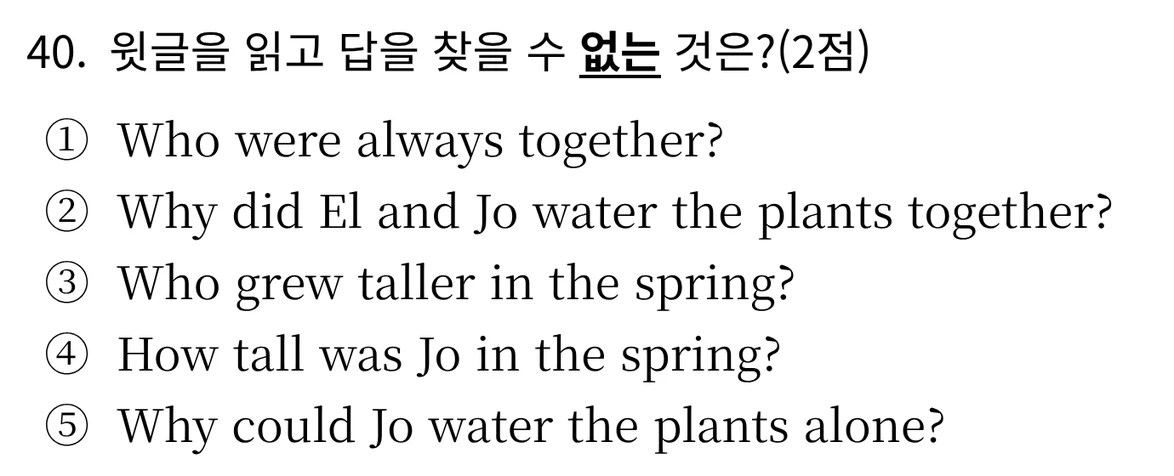 40. 윗글을 읽고 답을 찾을 수 없는 것은?(2점)
① Who were always together?
② Why did El and Jo water the plants together?
③ Who grew taller in the spring?
④ How tall was Jo in the spring?
⑤ Why could Jo water the plants alone?